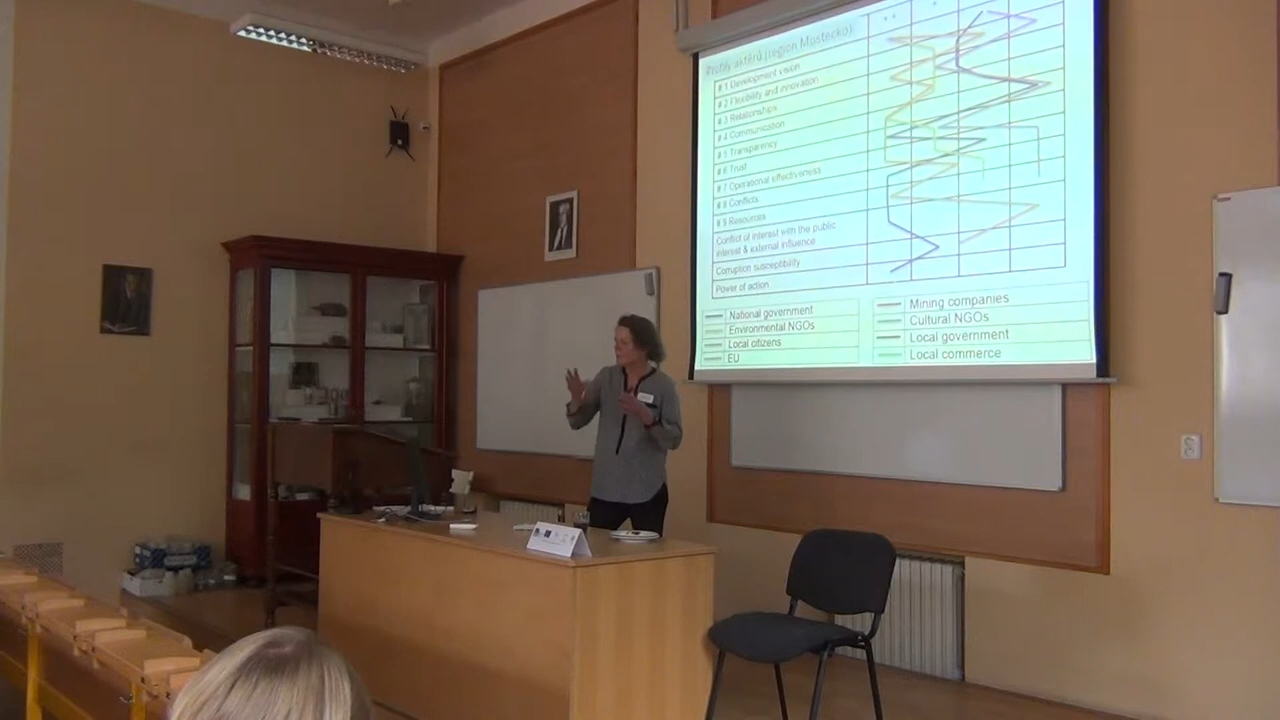 Profily aktérů (region Mostecko)
# 1 Development vision
# 2 Flexibility and innovation
# 3 Relationships
# 4 Communication
# 5 Transparency
# 6 Trust
# 7 Operational effectiveness
# 8 Conflicts
# 9 Resources
Conflict of interest with the public
interest & external influence
Corruption susceptibility
Power of action
National government
Environmental NGOs
Local citizens
EU
Mining companies
Cultural NGOs
Local government
Local commerce